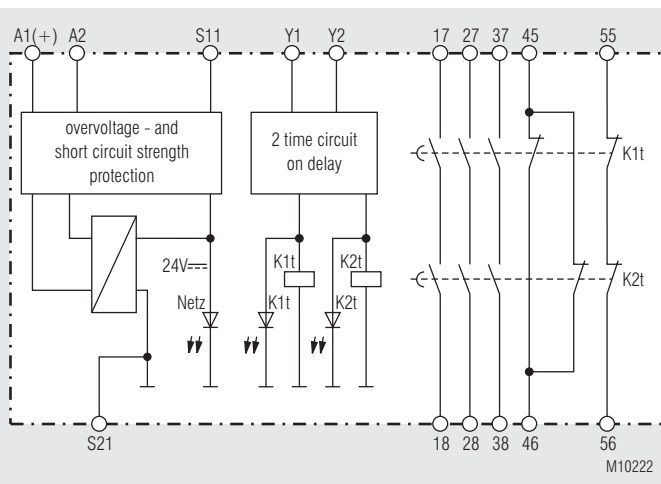 A1(+) A2 S11 Y1 Y2 17 27 37 45 55
overvoltage - and
short circuit strength
protection
2 time circuit
on delay
K1t
24V
K1t K2t
K2t
Netz K1t K2t
S21 18 28 38 46 56
M10222